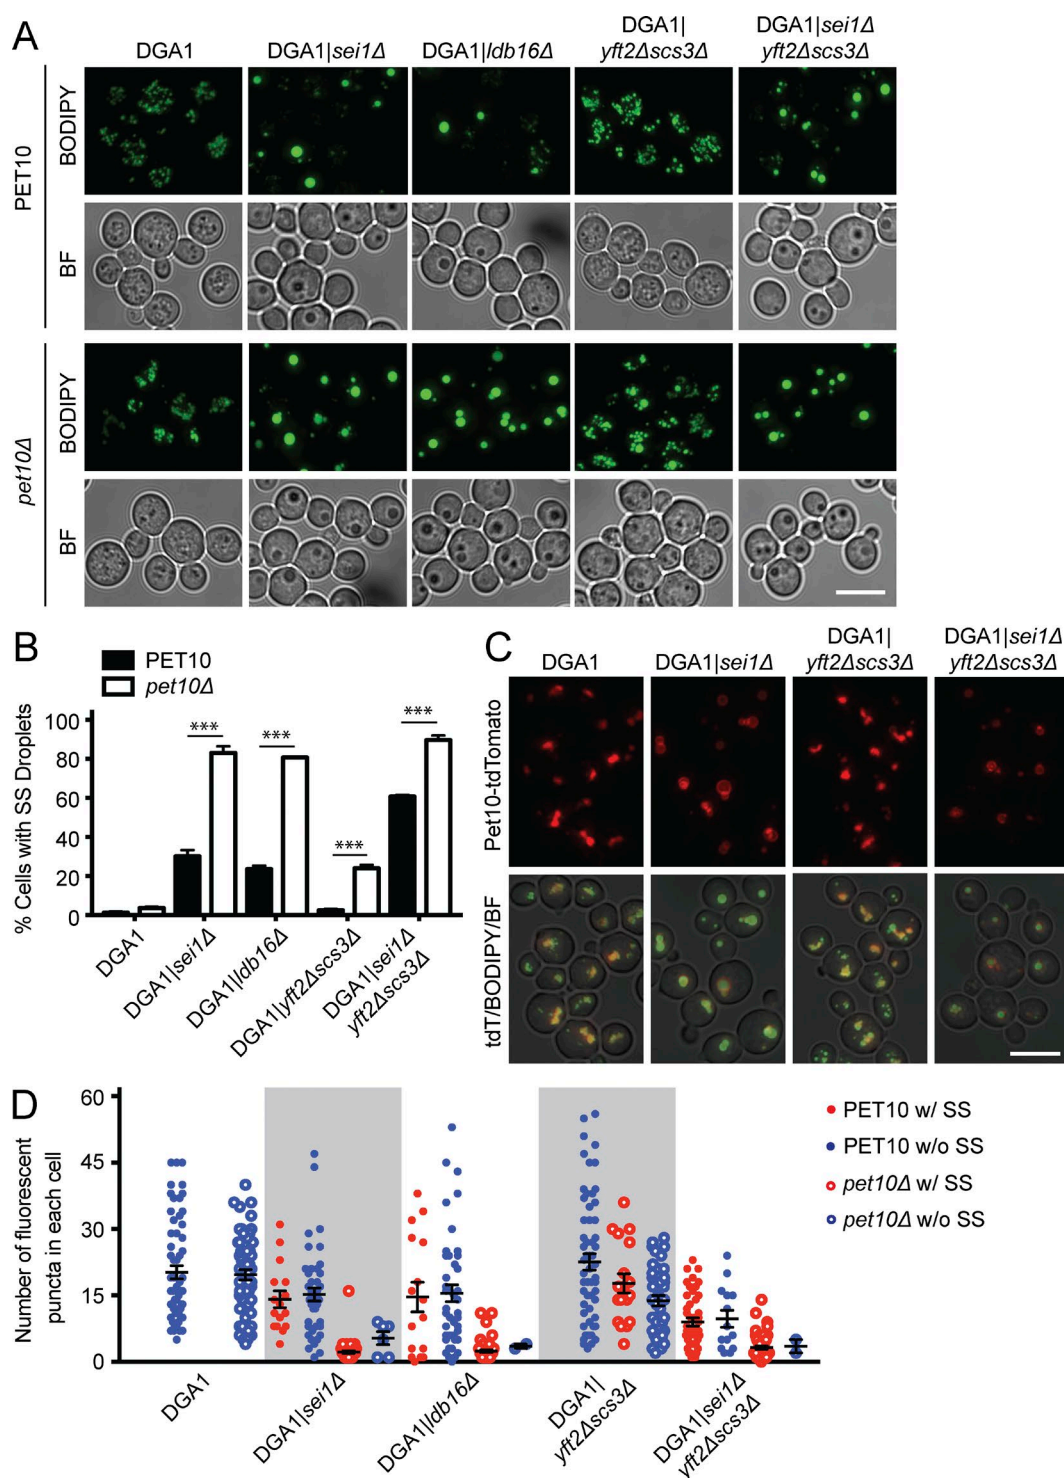 A
DGA1
DGA1|sei1Δ
DGA1|ldb16Δ
DGA1|
yft2Δscs3Δ
DGA1|sei1Δ
yft2Δscs3Δ
PET10
BODIPY
BF
pet10Δ
BODIPY
BF
B
PET10
pet10Δ
% Cells with SS Droplets
100
80
60
40
20
0
***
***
***
***
DGA1
DGA1|sei1Δ
DGA1|ldb16Δ
DGA1|yft2Δscs3Δ
DGA1|sei1Δ
yft2Δscs3Δ
C
DGA1
DGA1|sei1Δ
DGA1|
yft2Δscs3Δ
DGA1|sei1Δ
yft2Δscs3Δ
Pet10-tdTomato
tdT/BODIPY/BF
D
Number of fluorescent
puncta in each cell
60
45
30
15
0
DGA1
DGA1|sei1Δ
DGA1|ldb16Δ
DGA1|
yft2Δscs3Δ
DGA1|sei1Δ
yft2Δscs3Δ
PET10 w/ SS
PET10 w/o SS
pet10Δ w/ SS
pet10Δ w/o SS